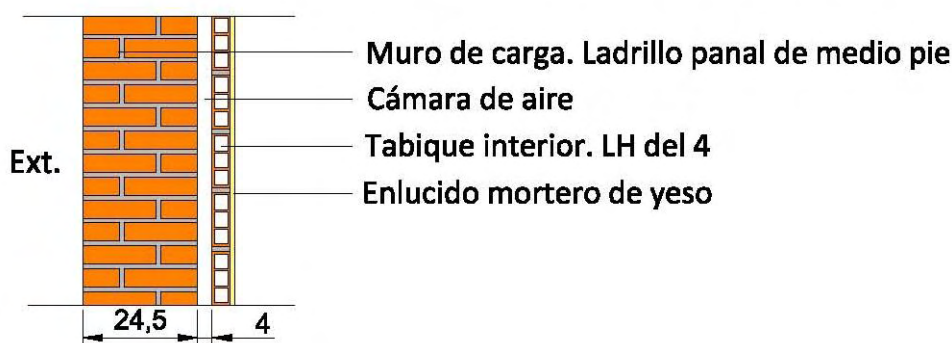 Muro de carga. Ladrillo panal de medio pie
Cámara de aire
Tabique interior. LH del 4
Ext.
Enlucido mortero de yeso
24,5
4